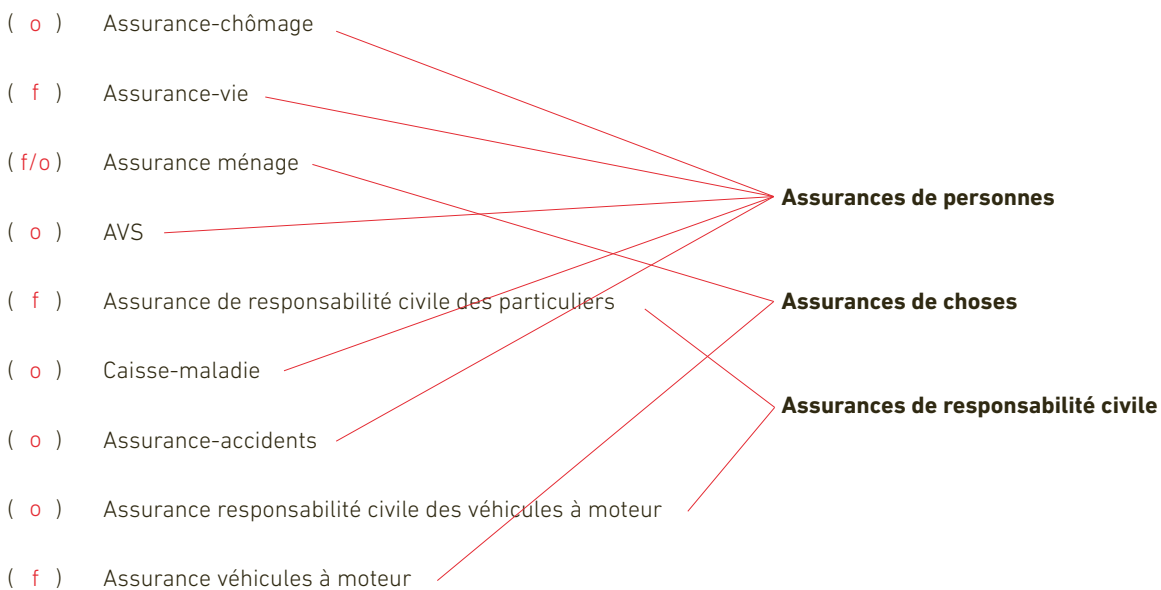 ( o ) Assurance-chômage
( f ) Assurance-vie
( f/o ) Assurance ménage
Assurances de personnes
( o ) AVS
( f ) Assurance de responsabilité civile des particuliers
Assurances de choses
( o ) Caisse-maladie
Assurances de responsabilité civile
( o ) Assurance-accidents
( o ) Assurance responsabilité civile des véhicules à moteur
( f ) Assurance véhicules à moteur